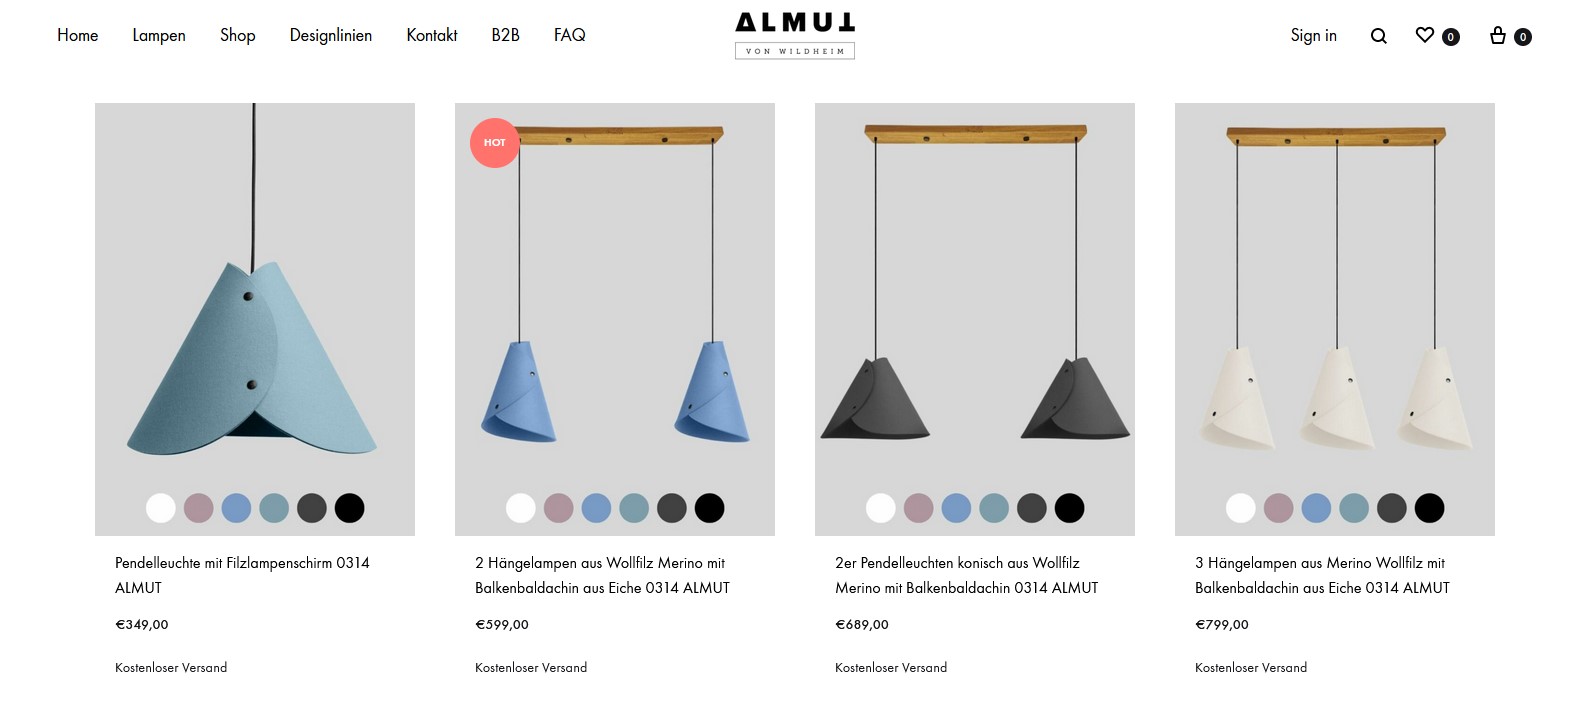 Home Lampen Shop Designlinien Kontakt B2B FAQ
ALMUT
VON WILDHEIM
Sign in 0 0
HOT
Pendelleuchte mit Filzlampenschirm 0314
ALMUT
€349,00
Kostenloser Versand
2 Hängelampen aus Wollfilz Merino mit
Balkenbaldachin aus Eiche 0314 ALMUT
€599,00
Kostenloser Versand
2er Pendelleuchten konisch aus Wollfilz
Merino mit Balkenbaldachin 0314 ALMUT
€689,00
Kostenloser Versand
3 Hängelampen aus Merino Wollfilz mit
Balkenbaldachin aus Eiche 0314 ALMUT
€799,00
Kostenloser Versand